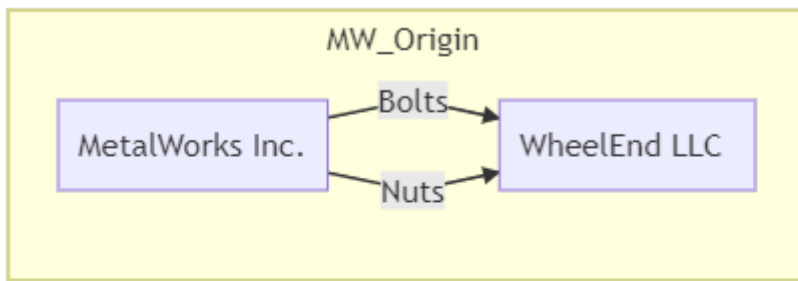 MW_Origin
Bolts
MetalWorks Inc.
WheelEnd LLC
Nuts